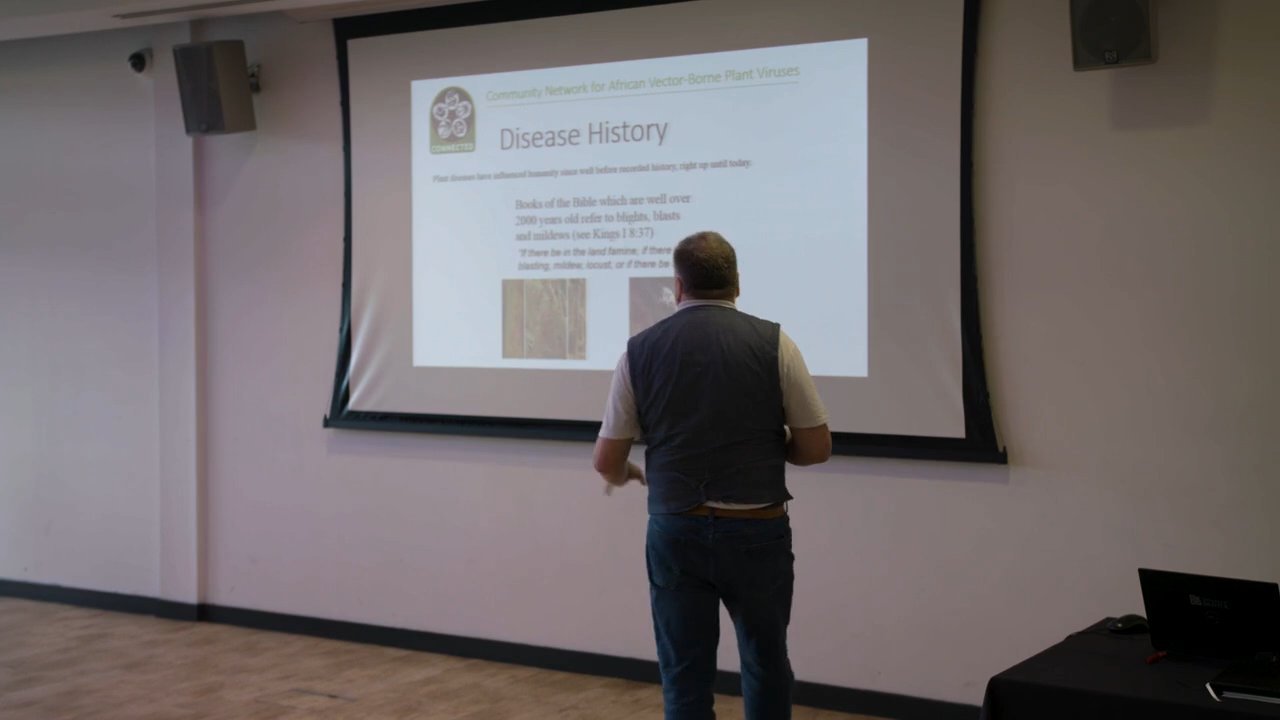 Community Network for African Vector-Borne Plant Viruses
CONNECTED
Disease History
Plant diseases have influenced humanity since well before recorded history, right up until today.
Books of the Bible which are well over
2000 years old refer to blights, blasts
and mildews (see Kings I 8:37)
"If there be in the land famine, if there
blasting, mildew, locust, or if there be